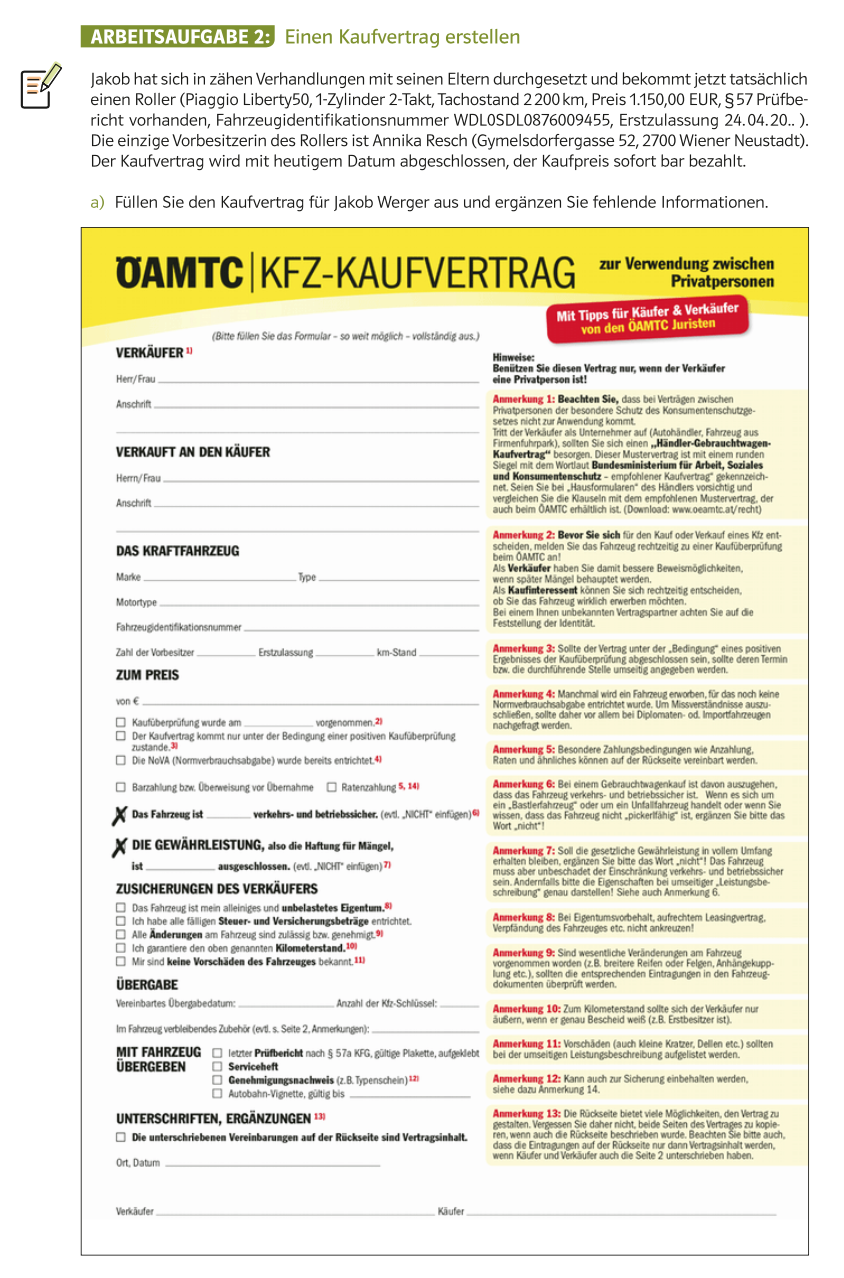 ARBEITSAUFGABE 2: Einen Kaufvertrag erstellen
Jakob hat sich in zähen Verhandlungen mit seinen Eltern durchgesetzt und bekommt jetzt tatsächlich
einen Roller (Piaggio Liberty50, 1-Zylinder 2-Takt, Tachostand 2 200 km, Preis 1.150,00 EUR, § 57 Prüfbe-
richt vorhanden, Fahrzeugidentifikationsnummer WDL0SDL0876009455, Erstzulassung 24. 04. 20.. ).
Die einzige Vorbesitzerin des Rollers ist Annika Resch (Gymelsdorfergasse 52, 2700 Wiener Neustadt).
Der Kaufvertrag wird mit heutigem Datum abgeschlossen, der Kaufpreis sofort bar bezahlt.
a) Füllen Sie den Kaufvertrag für Jakob Werger aus und ergänzen Sie fehlende Informationen.
ÖAMTC | KFZ-KAUFVERTRAG
zur Verwendung zwischen
Privatpersonen
Mit Tipps für Käufer & Verkäufer
von den ÖAMTC Juristen
(Bitte füllen Sie das Formular – so weit möglich – vollständig aus.)
VERKÄUFER 1)
Herr/Frau
Anschrift
VERKAUFT AN DEN KÄUFER
Herrn/Frau
Anschrift
DAS KRAFTFAHRZEUG
Marke Type
Motortype
Fahrzeugidentifikationsnummer
Zahl der Vorbesitzer Erstzulassung km-Stand
ZUM PREIS
von €
Kaufüberprüfung wurde am vorgenommen.2)
Der Kaufvertrag kommt nur unter der Bedingung einer positiven Kaufüberprüfung
zustande.3)
Die NoVA (Normverbrauchsabgabe) wurde bereits entrichtet.4)
Barzahlung bzw. Überweisung vor Übernahme Ratenzahlung 5, 14)
Das Fahrzeug ist verkehrs- und betriebssicher. (evtl. „NICHT" einfügen)6)
DIE GEWÄHRLEISTUNG, also die Haftung für Mängel,
ist ausgeschlossen. (evtl. „NICHT" einfügen)7)
ZUSICHERUNGEN DES VERKÄUFERS
Das Fahrzeug ist mein alleiniges und unbelastetes Eigentum.8)
Ich habe alle fälligen Steuer- und Versicherungsbeträge entrichtet.
Alle Änderungen am Fahrzeug sind zulässig bzw. genehmigt.9)
Ich garantiere den oben genannten Kilometerstand.10)
Mir sind keine Vorschäden des Fahrzeuges bekannt.11)
ÜBERGABE
Vereinbartes Übergabedatum: Anzahl der Kfz-Schlüssel:
Im Fahrzeug verbleibendes Zubehör (evtl. s. Seite 2, Anmerkungen):
MIT FAHRZEUG
ÜBERGEBEN
letzter Prüfbericht nach § 57a KFG, gültige Plakette, aufgeklebt
Serviceheft
Genehmigungsnachweis (z.B. Typenschein)12)
Autobahn-Vignette, gültig bis
UNTERSCHRIFTEN, ERGÄNZUNGEN 13)
Die unterschriebenen Vereinbarungen auf der Rückseite sind Vertragsinhalt.
Ort, Datum
Verkäufer Käufer
Hinweise:
Benützen Sie diesen Vertrag nur, wenn der Verkäufer
eine Privatperson ist!
Anmerkung 1: Beachten Sie, dass bei Verträgen zwischen
Privatpersonen der besondere Schutz des Konsumentenschutzge-
setzes nicht zur Anwendung kommt.
Tritt der Verkäufer als Unternehmer auf (Autohändler, Fahrzeug aus
Firmenfuhrpark), sollten Sie sich einen „Händler-Gebrauchtwagen-
Kaufvertrag" besorgen. Dieser Mustervertrag ist mit einem runden
Siegel mit dem Wortlaut Bundesministerium für Arbeit, Soziales
und Konsumentenschutz – empfohlener Kaufvertrag" gekennzeich-
net. Seien Sie bei „Hausformularen" des Händlers vorsichtig und
vergleichen Sie die Klauseln mit dem empfohlenen Mustervertrag, der
auch beim ÖAMTC erhältlich ist. (Download: www.oeamtc.at/recht)
Anmerkung 2: Bevor Sie sich für den Kauf oder Verkauf eines Kfz ent-
scheiden, melden Sie das Fahrzeug rechtzeitig zu einer Kaufüberprüfung
beim ÖAMTC an!
Als Verkäufer haben Sie damit bessere Beweismöglichkeiten,
wenn später Mängel behauptet werden.
Als Kaufinteressent können Sie sich rechtzeitig entscheiden,
ob Sie das Fahrzeug wirklich erwerben möchten.
Bei einem Ihnen unbekannten Vertragspartner achten Sie auf die
Feststellung der Identität.
Anmerkung 3: Sollte der Vertrag unter der „Bedingung" eines positiven
Ergebnisses der Kaufüberprüfung abgeschlossen sein, sollte deren Termin
bzw. die durchführende Stelle umseitig angegeben werden.
Anmerkung 4: Manchmal wird ein Fahrzeug erworben, für das noch keine
Normverbrauchsabgabe entrichtet wurde. Um Missverständnisse auszu-
schließen, sollte daher vor allem bei Diplomaten- od. Importfahrzeugen
nachgefragt werden.
Anmerkung 5: Besondere Zahlungsbedingungen wie Anzahlung,
Raten und ähnliches können auf der Rückseite vereinbart werden.
Anmerkung 6: Bei einem Gebrauchtwagenkauf ist davon auszugehen,
dass das Fahrzeug verkehrs- und betriebssicher ist. Wenn es sich um
ein „Bastlerfahrzeug" oder um ein Unfallfahrzeug handelt oder wenn Sie
wissen, dass das Fahrzeug nicht „pickerlfähig" ist, ergänzen Sie bitte das
Wort „nicht"!
Anmerkung 7: Soll die gesetzliche Gewährleistung in vollem Umfang
erhalten bleiben, ergänzen Sie bitte das Wort „nicht"! Das Fahrzeug
muss aber unbeschadet der Einschränkung verkehrs- und betriebssicher
sein. Andernfalls bitte die Eigenschaften bei umseitiger „Leistungsbe-
schreibung" genau darstellen! Siehe auch Anmerkung 6.
Anmerkung 8: Bei Eigentumsvorbehalt, aufrechtem Leasingvertrag,
Verpfändung des Fahrzeuges etc. nicht ankreuzen!
Anmerkung 9: Sind wesentliche Veränderungen am Fahrzeug
vorgenommen worden (z.B. breitere Reifen oder Felgen, Anhängekupp-
lung etc.), sollten die entsprechenden Eintragungen in den Fahrzeug-
dokumenten überprüft werden.
Anmerkung 10: Zum Kilometerstand sollte sich der Verkäufer nur
äußern, wenn er genau Bescheid weiß (z.B. Erstbesitzer ist).
Anmerkung 11: Vorschäden (auch kleine Kratzer, Dellen etc.) sollten
bei der umseitigen Leistungsbeschreibung aufgelistet werden.
Anmerkung 12: Kann auch zur Sicherung einbehalten werden,
siehe dazu Anmerkung 14.
Anmerkung 13: Die Rückseite bietet viele Möglichkeiten, den Vertrag zu
gestalten. Vergessen Sie daher nicht, beide Seiten des Vertrages zu kopie-
ren, wenn auch die Rückseite beschrieben wurde. Beachten Sie bitte auch,
dass die Eintragungen auf der Rückseite nur dann Vertragsinhalt werden,
wenn Käufer und Verkäufer auch die Seite 2 unterschrieben haben.